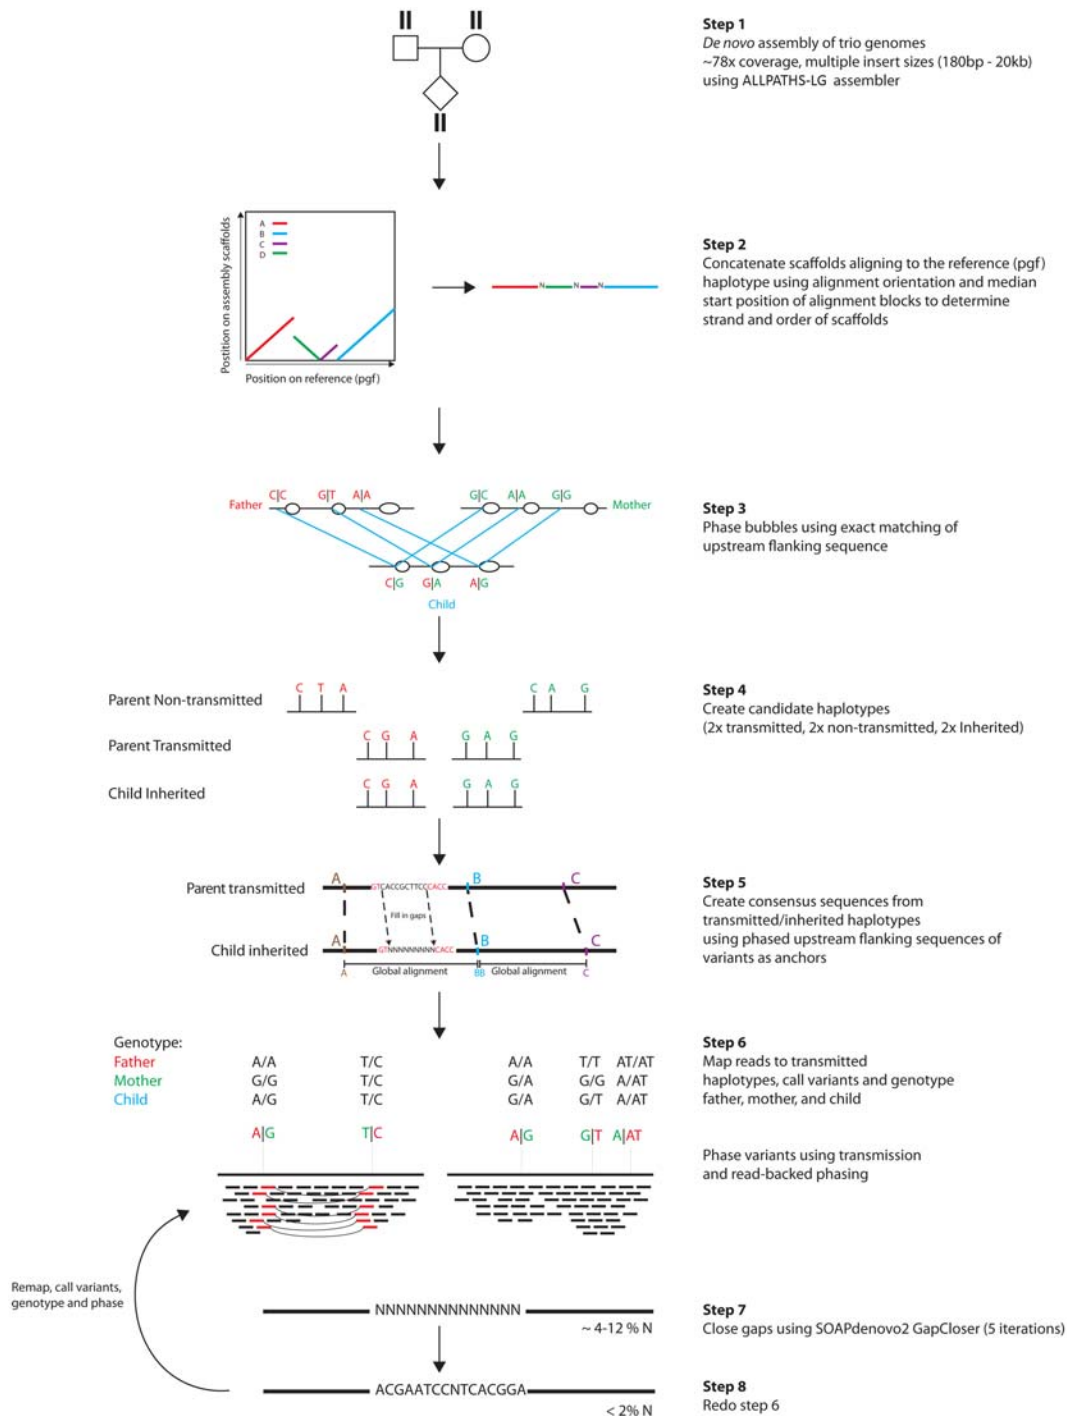 Step 1
De novo assembly of trio genomes
~78x coverage, multiple insert sizes (180bp - 20kb)
using ALLPATHS-LG assembler
Postition on assembly scaffolds
A
B
C
D
Position on reference (pgf)
N N N
Step 2
Concatenate scaffolds aligning to the reference (pgf)
haplotype using alignment orientation and median
start position of alignment blocks to determine
strand and order of scaffolds
C|C G|T A|A G|C A|A G|G
Father Mother
C|G G|A A|G
Child
Step 3
Phase bubbles using exact matching of
upstream flanking sequence
Parent Non-transmitted
C T A C A G
Parent Transmitted
C G A G A G
Child Inherited
C G A G A G
Step 4
Create candidate haplotypes
(2x transmitted, 2x non-transmitted, 2x Inherited)
Parent transmitted
A GTCACCGCTTCCCACC B C
Fill in gaps
Child inherited
A GTNNNNNNNNNCACC B C
A Global alignment BB Global alignment C
Step 5
Create consensus sequences from
transmitted/inherited haplotypes
using phased upstream flanking sequences of
variants as anchors
Genotype:
Father A/A T/C A/A T/T AT/AT
Mother G/G T/C G/A G/G A/AT
Child A/G T/C G/A G/T A/AT
A|G T|C A|G G|T A|AT
Step 6
Map reads to transmitted
haplotypes, call variants and genotype
father, mother, and child
Phase variants using transmission
and read-backed phasing
Remap, call variants,
genotype and phase
NNNNNNNNNNNNNN
~ 4-12 % N
Step 7
Close gaps using SOAPdenovo2 GapCloser (5 iterations)
ACGAATCCNTCACGGA
< 2% N
Step 8
Redo step 6